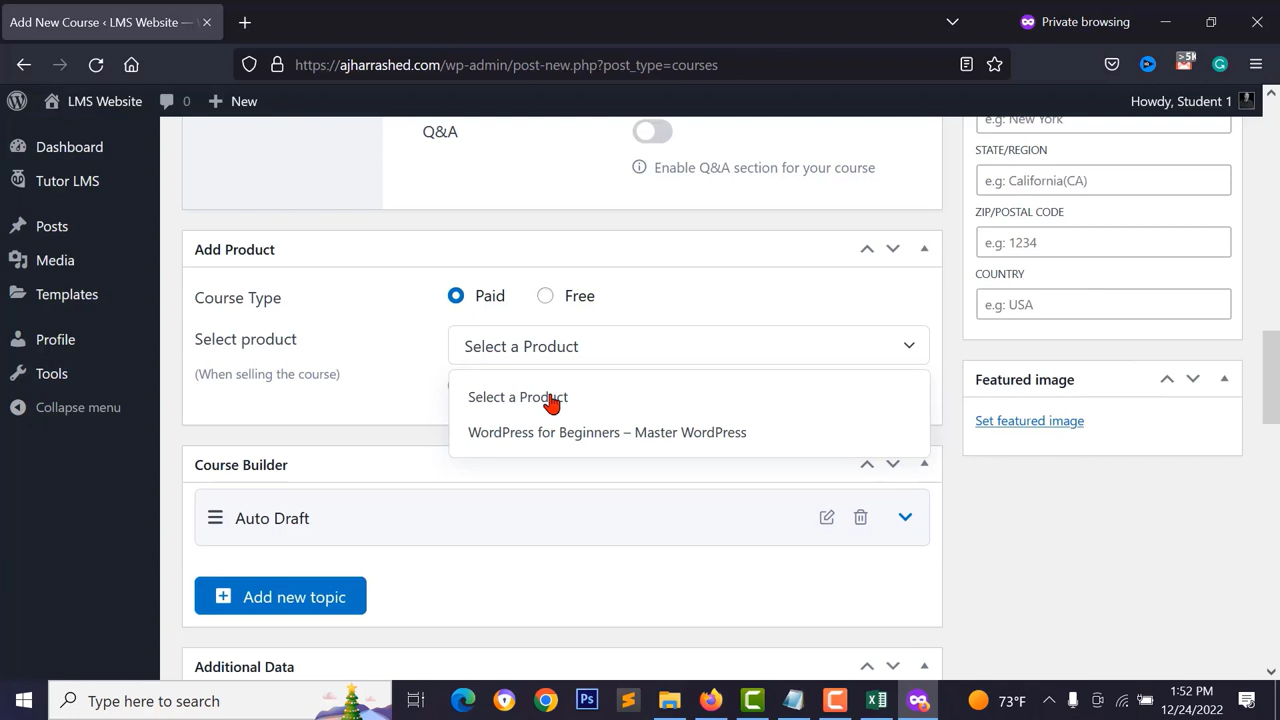 Add New Course ‹ LMS Website —
Private browsing
https://ajharrashed.com/wp-admin/post-new.php?post_type=courses
>5K
LMS Website
0
New
Howdy, Student 1
Dashboard
Tutor LMS
Posts
Media
Templates
Profile
Tools
Collapse menu
Q&A
Enable Q&A section for your course
Add Product
Course Type
Paid
Free
Select product
(When selling the course)
Select a Product
Select a Product
WordPress for Beginners – Master WordPress
Course Builder
Auto Draft
Add new topic
Additional Data
e.g: New York
STATE/REGION
e.g: California(CA)
ZIP/POSTAL CODE
e.g: 1234
COUNTRY
e.g: USA
Featured image
Set featured image
Type here to search
73°F
1:52 PM
12/24/2022